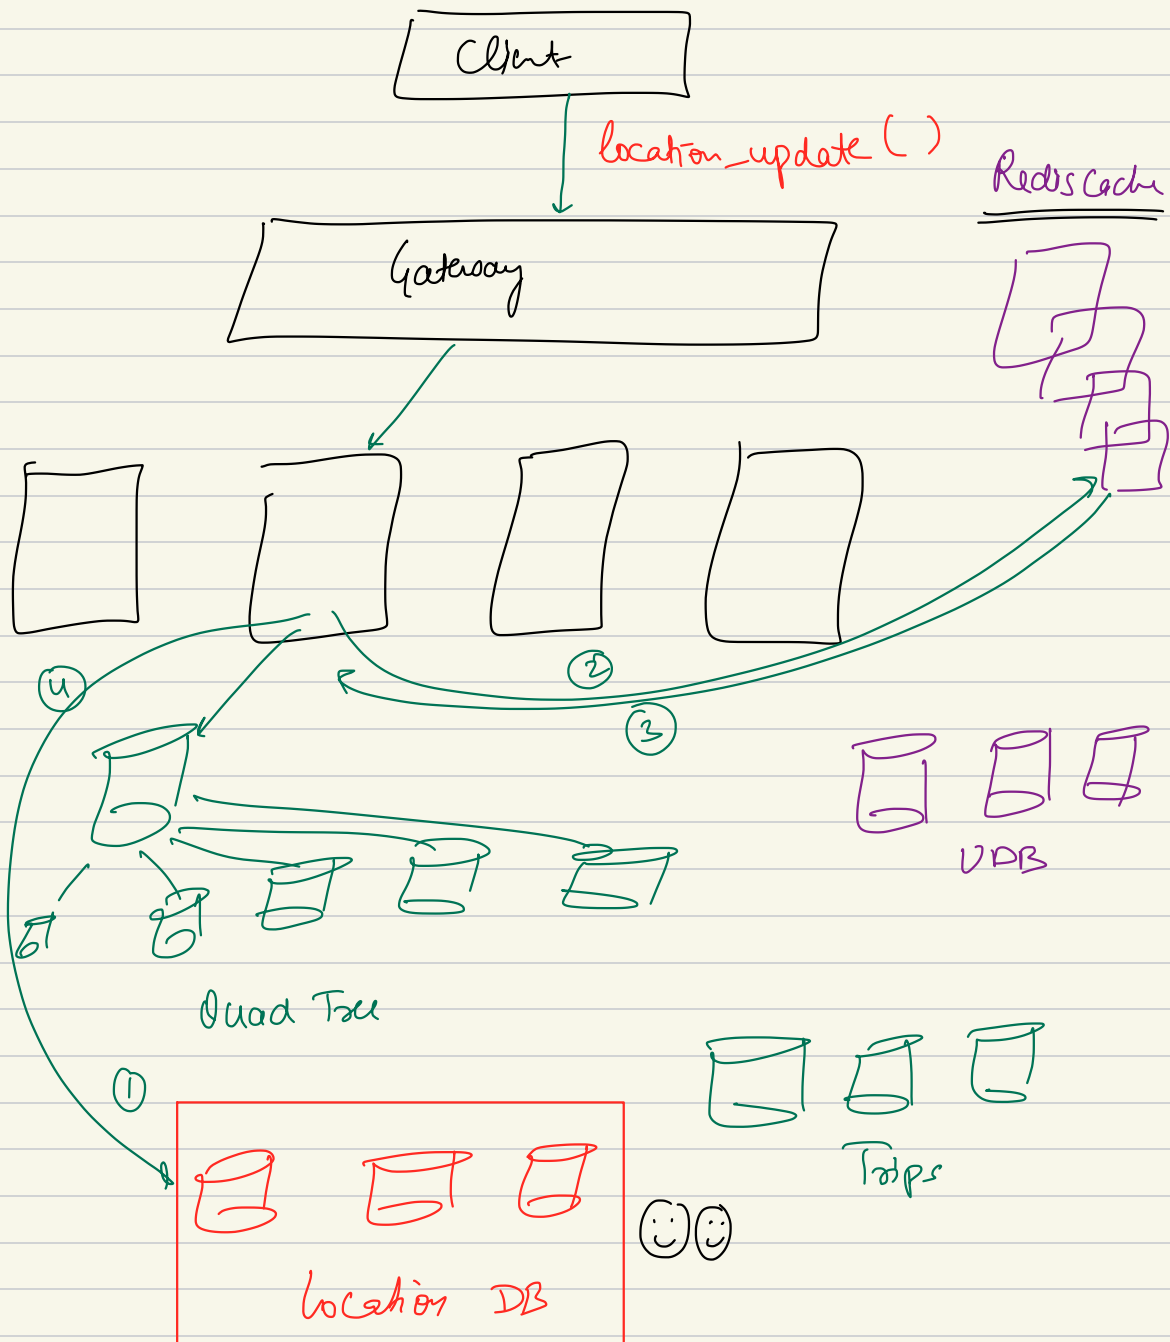 Client
location_update ( )
Redis Cache
Gateway
2
4
3
UDB
Quad Tree
1
Trips
Location DB